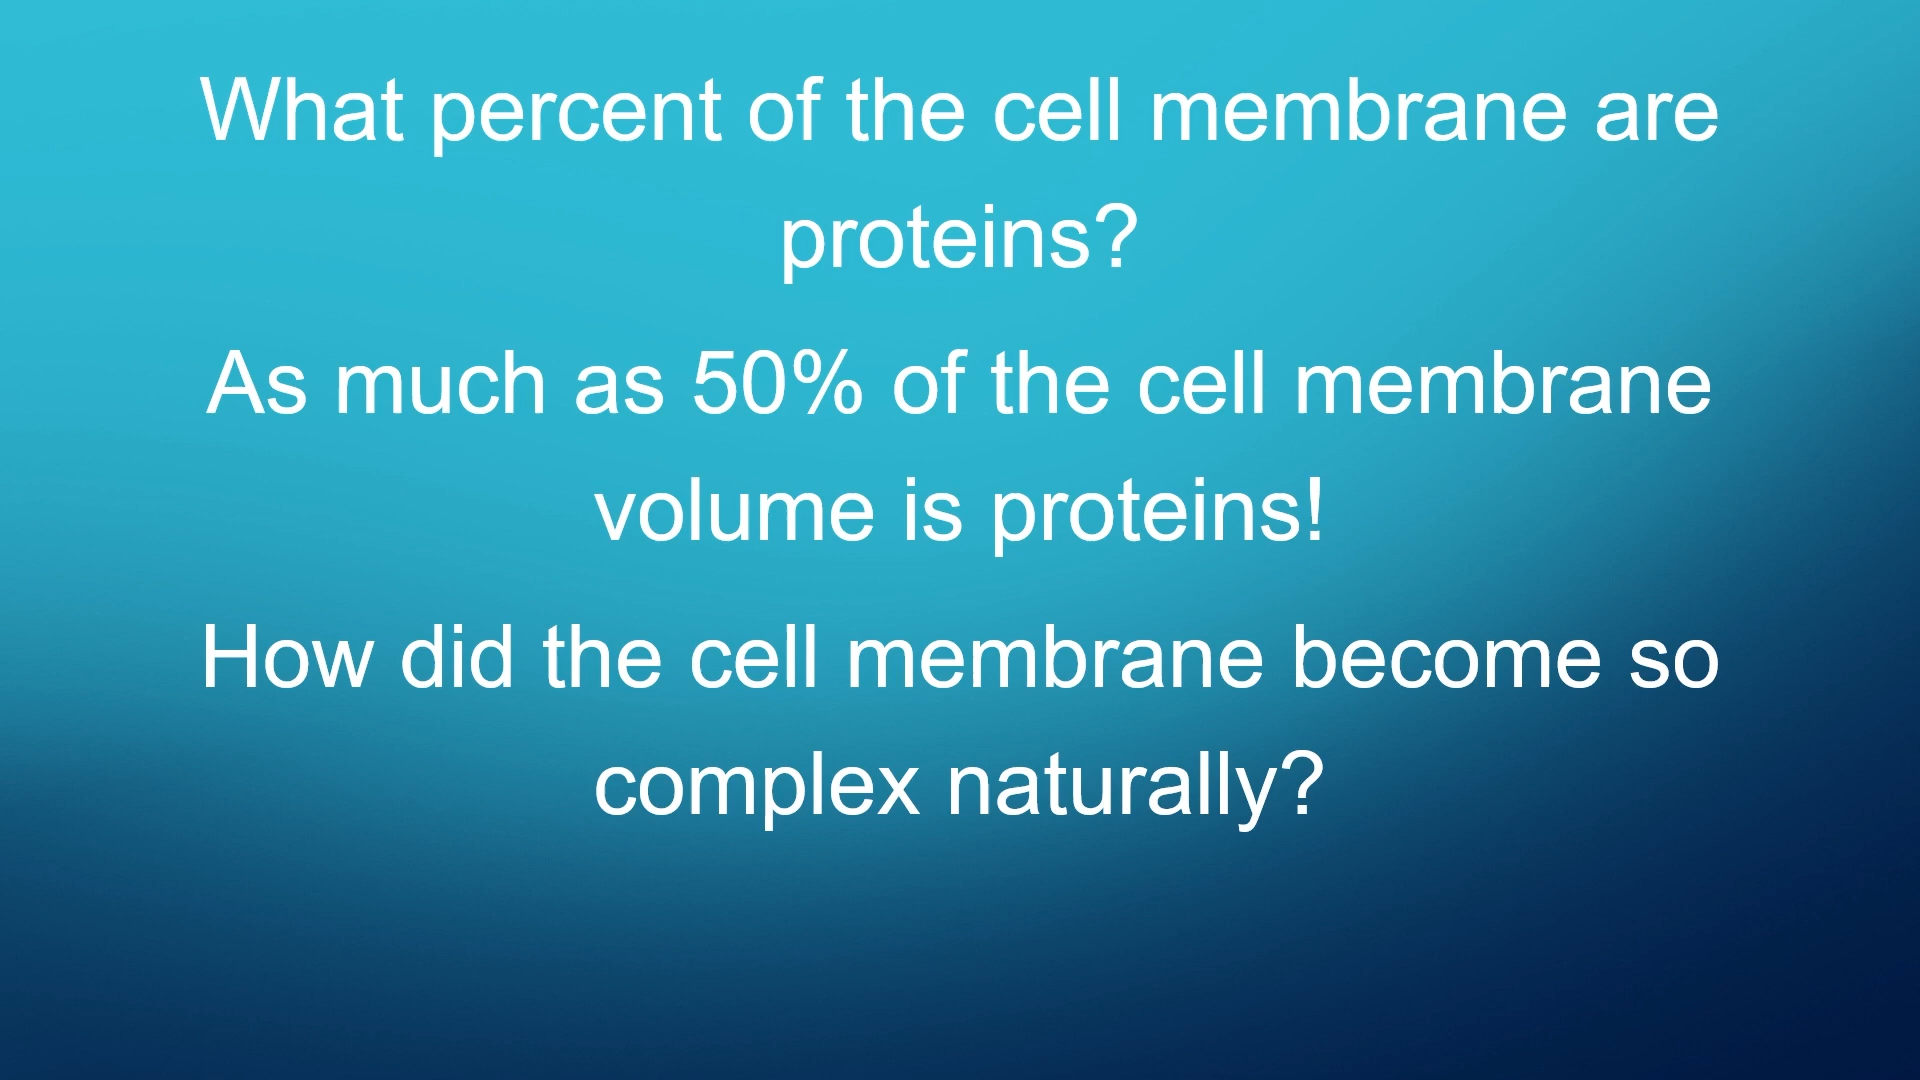 What percent of the cell membrane are
proteins?
As much as 50% of the cell membrane
volume is proteins!
How did the cell membrane become so
complex naturally?